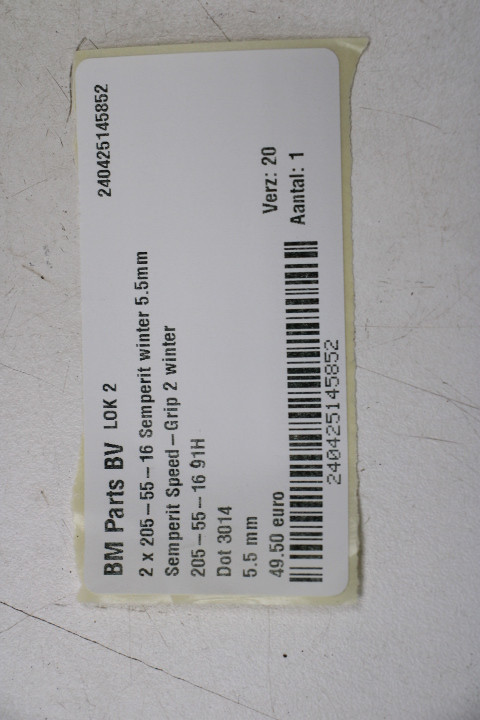 BM Parts BV LOK 2 240425145852
2 x 205-55-16 Semperit winter 5.5mm
Semperit Speed-Grip 2 winter
205-55-16 91H
Dot 3014
5.5 mm Verz: 20
49.50 euro Aantal: 1
240425145852